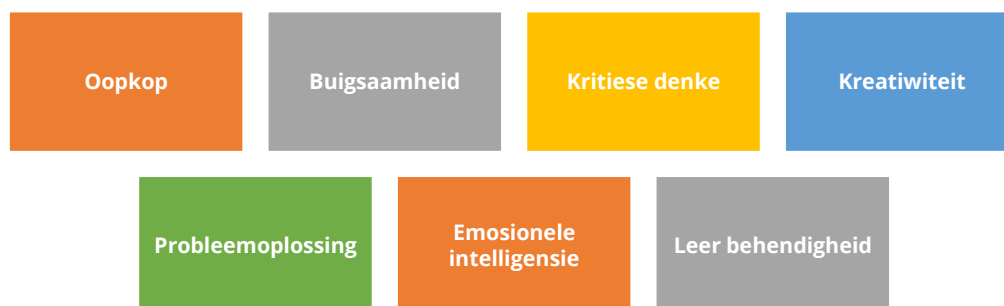 Oopkop
Buigsaamheid
Kritiese denke
Kreatiwiteit
Probleemoplossing
Emosionele
intelligensie
Leer behendigheid